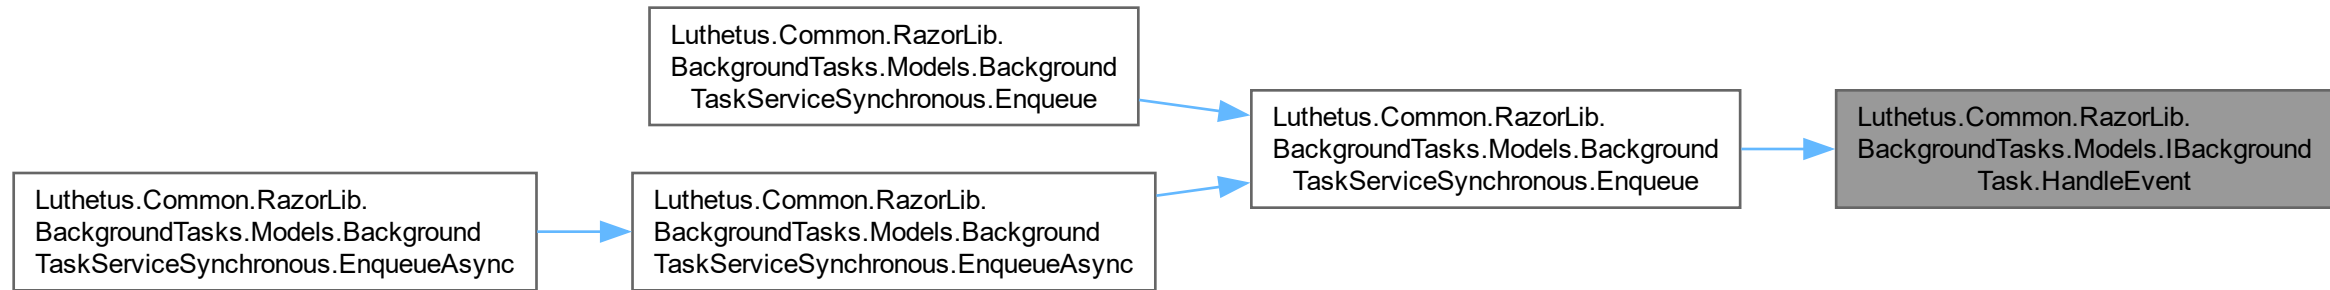 Luthetus.Common.RazorLib.
BackgroundTasks.Models.Background
TaskServiceSynchronous.Enqueue
Luthetus.Common.RazorLib.
BackgroundTasks.Models.Background
TaskServiceSynchronous.EnqueueAsync
Luthetus.Common.RazorLib.
BackgroundTasks.Models.Background
TaskServiceSynchronous.EnqueueAsync
Luthetus.Common.RazorLib.
BackgroundTasks.Models.Background
TaskServiceSynchronous.Enqueue
Luthetus.Common.RazorLib.
BackgroundTasks.Models.IBackground
Task.HandleEvent